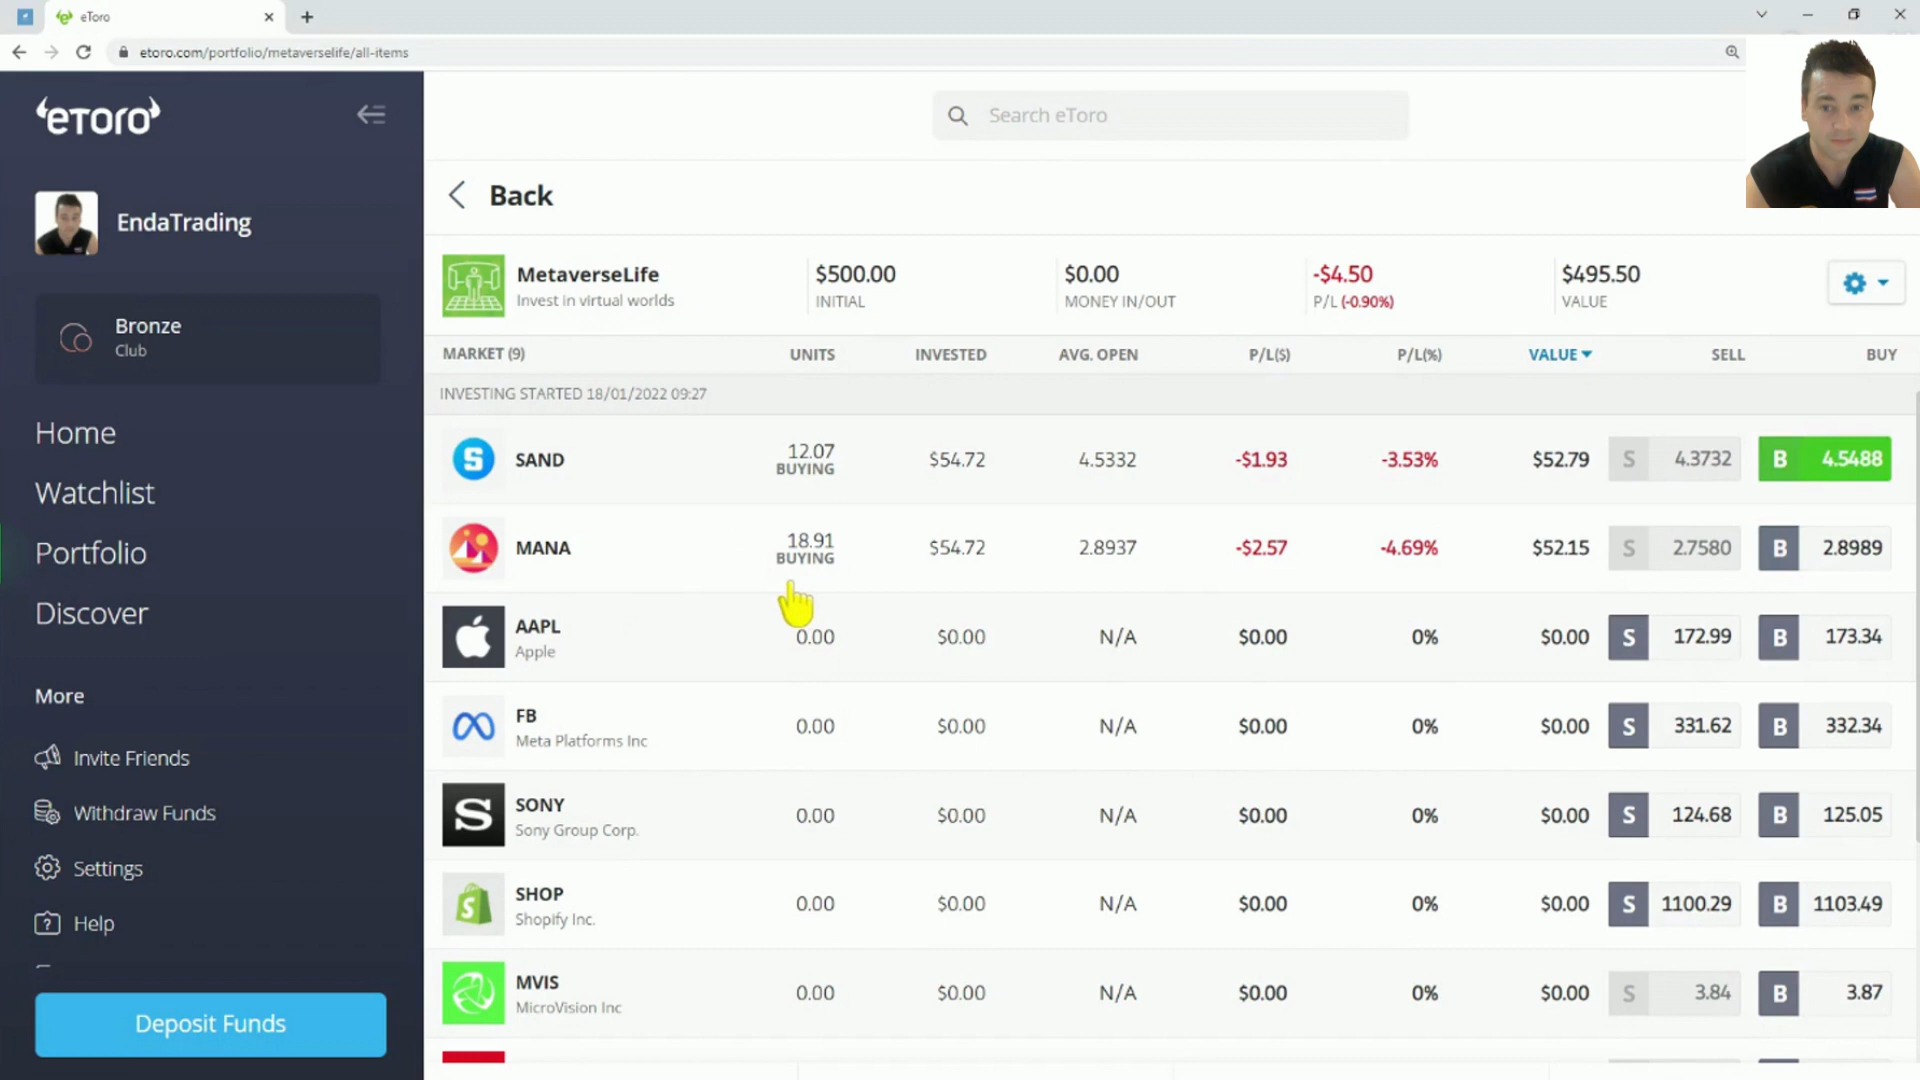 eToro
etoro.com/portfolio/metaverselife/all-items
eToro
Search eToro
EndaTrading
Bronze
Club
Home
Watchlist
Portfolio
Discover
More
Invite Friends
Withdraw Funds
Settings
Help
Deposit Funds
Back
MetaverseLife
Invest in virtual worlds
$500.00
INITIAL
$0.00
MONEY IN/OUT
-$4.50
P/L (-0.90%)
$495.50
VALUE
MARKET (9) UNITS INVESTED AVG. OPEN P/L($) P/L(%) VALUE SELL BUY
INVESTING STARTED 18/01/2022 09:27
SAND 12.07 BUYING $54.72 4.5332 -$1.93 -3.53% $52.79 S 4.3732 B 4.5488
MANA 18.91 BUYING $54.72 2.8937 -$2.57 -4.69% $52.15 S 2.7580 B 2.8989
AAPL
Apple
0.00 $0.00 N/A $0.00 0% $0.00 S 172.99 B 173.34
FB
Meta Platforms Inc
0.00 $0.00 N/A $0.00 0% $0.00 S 331.62 B 332.34
SONY
Sony Group Corp.
0.00 $0.00 N/A $0.00 0% $0.00 S 124.68 B 125.05
SHOP
Shopify Inc.
0.00 $0.00 N/A $0.00 0% $0.00 S 1100.29 B 1103.49
MVIS
MicroVision Inc
0.00 $0.00 N/A $0.00 0% $0.00 S 3.84 B 3.87